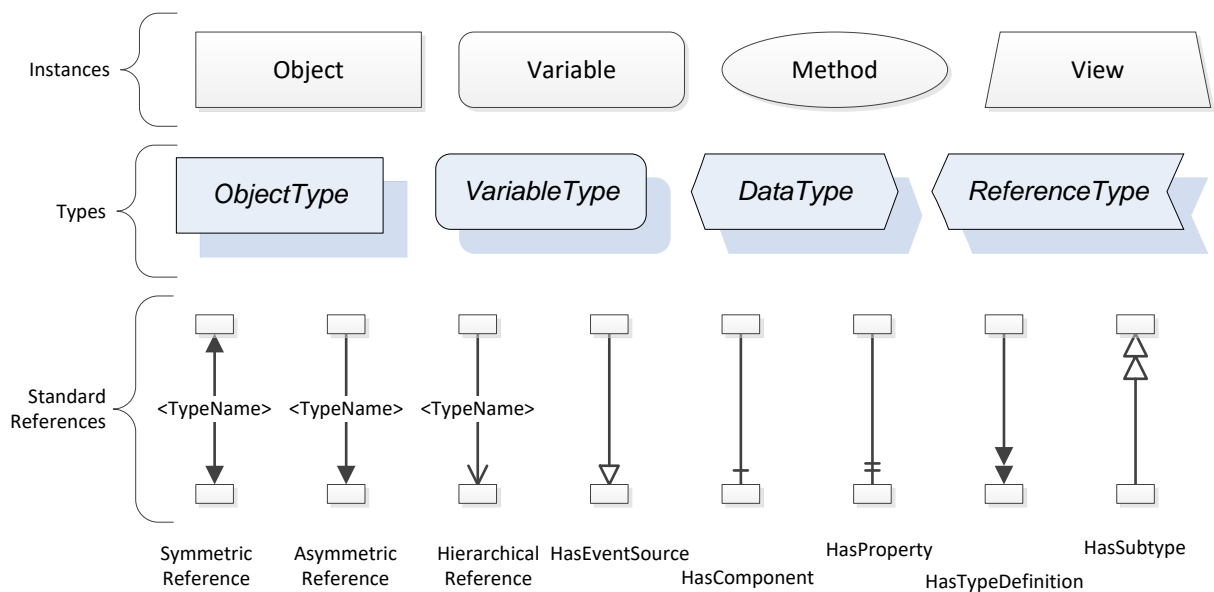 Instances
Object
Variable
Method
View
Types
ObjectType
VariableType
DataType
ReferenceType
Standard
References
<TypeName>
<TypeName>
<TypeName>
Symmetric
Reference
Asymmetric
Reference
Hierarchical
Reference
HasEventSource
HasComponent
HasProperty
HasTypeDefinition
HasSubtype